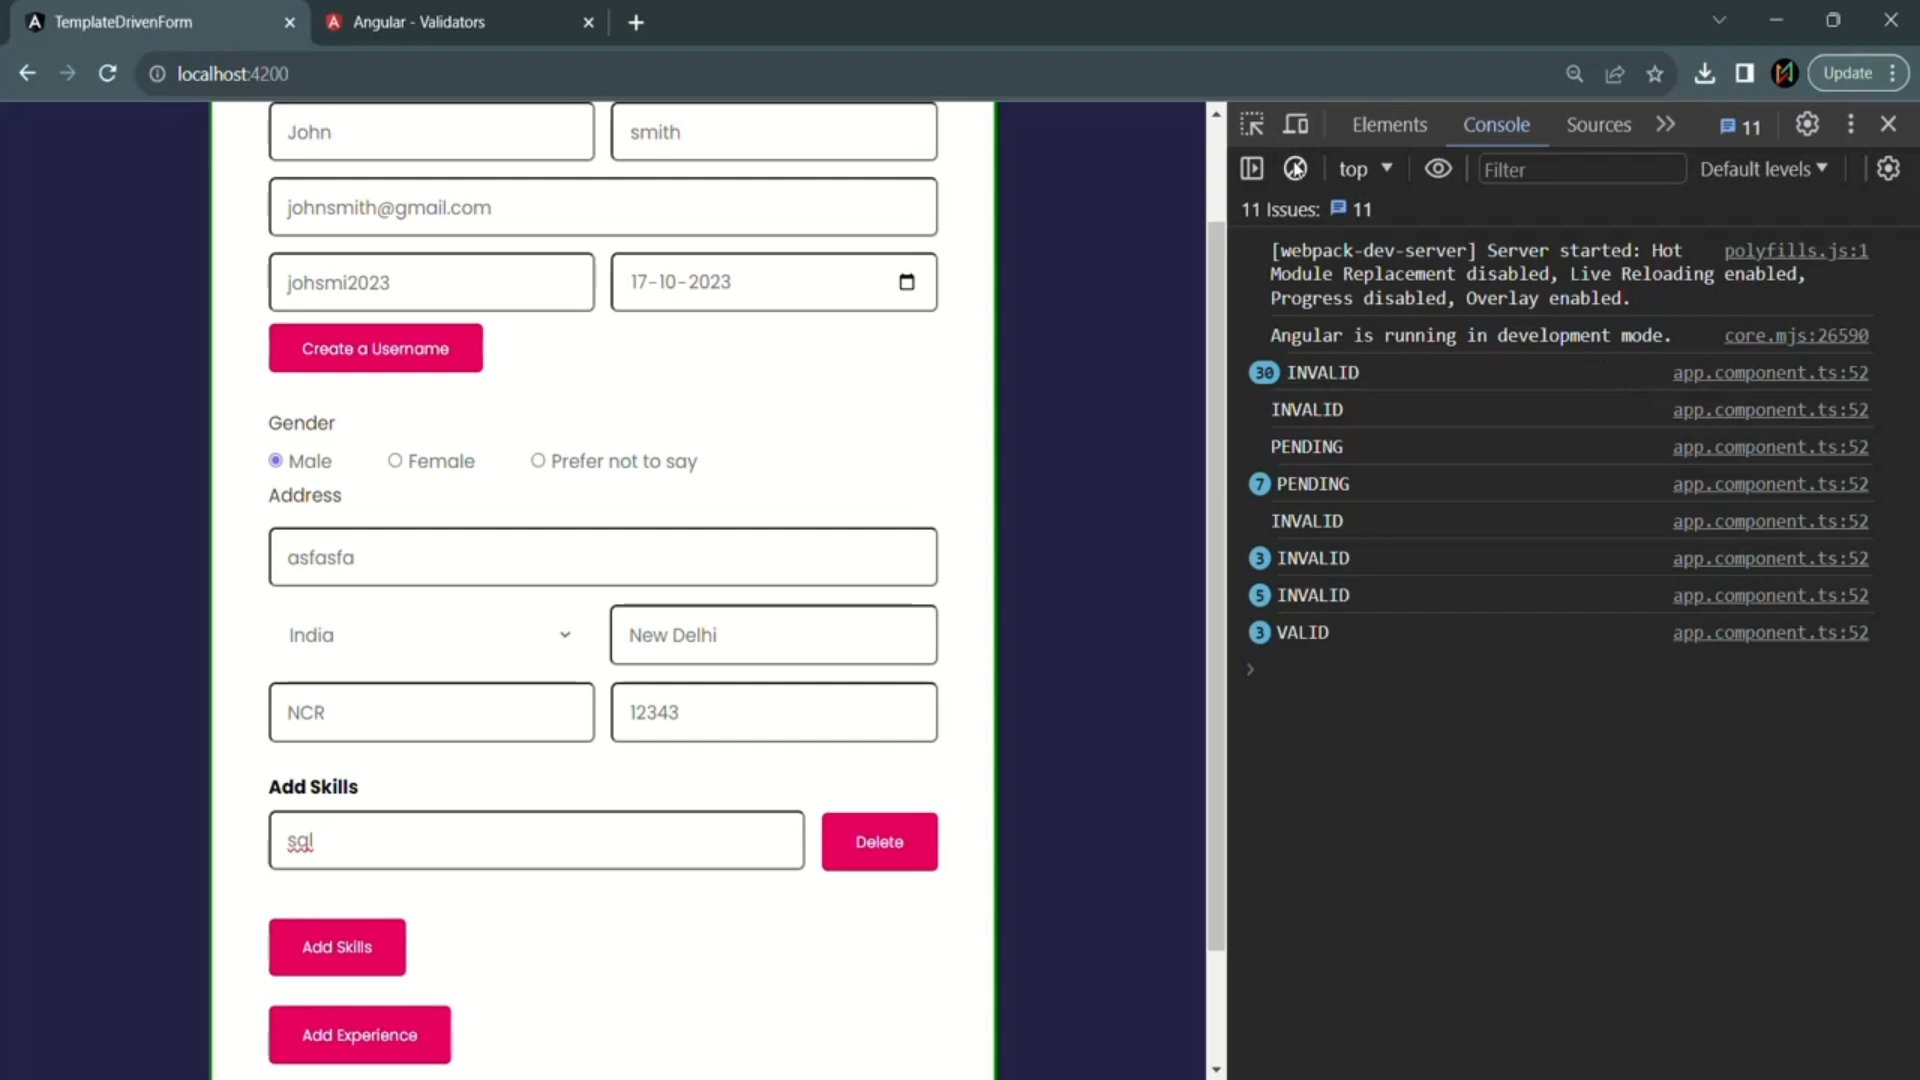 TemplateDrivenForm
Angular - Validators
localhost:4200
Update
John
smith
johnsmith@gmail.com
johsmi2023
17-10-2023
Create a Username
Gender
Male
Female
Prefer not to say
Address
asfasfa
India
New Delhi
NCR
12343
Add Skills
sql
Delete
Add Skills
Add Experience
Elements
Console
Sources
11
top
Filter
Default levels
11 Issues:
11
[webpack-dev-server] Server started: Hot polyfills.js:1
Module Replacement disabled, Live Reloading enabled,
Progress disabled, Overlay enabled.
Angular is running in development mode. core.mjs:26590
30 INVALID app.component.ts:52
INVALID app.component.ts:52
PENDING app.component.ts:52
7 PENDING app.component.ts:52
INVALID app.component.ts:52
3 INVALID app.component.ts:52
5 INVALID app.component.ts:52
3 VALID app.component.ts:52